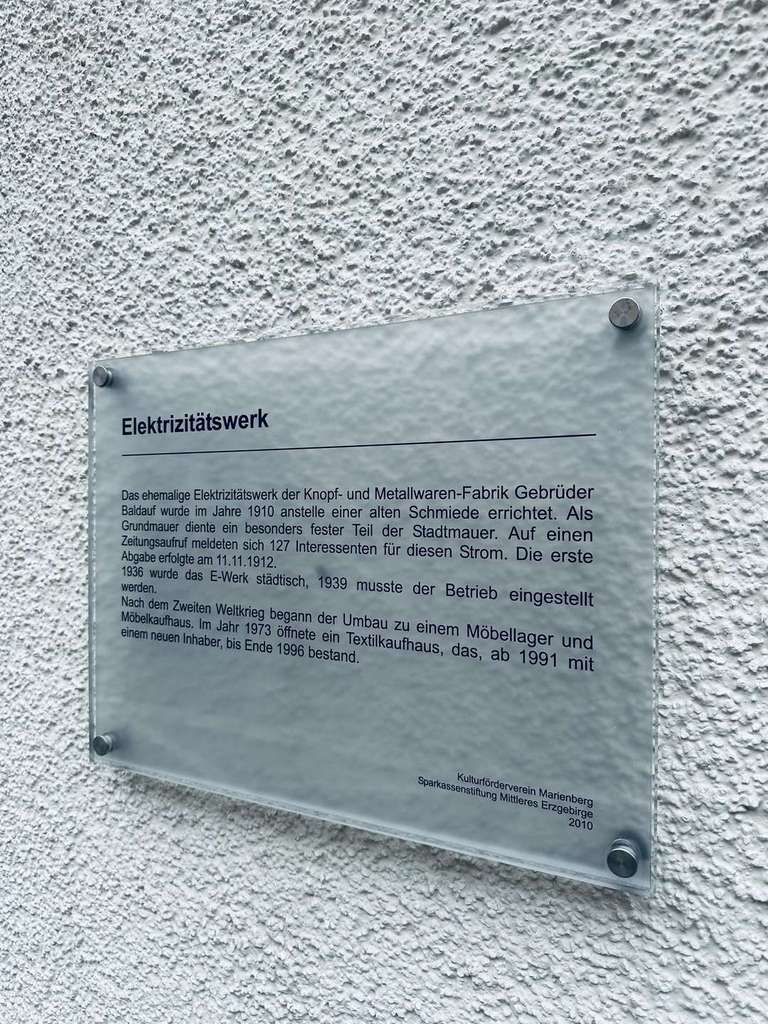 Elektrizitätswerk
Das ehemalige Elektrizitätswerk der Knopf- und Metallwaren-Fabrik Gebrüder
Baldauf wurde im Jahre 1910 anstelle einer alten Schmiede errichtet. Als
Grundmauer diente ein besonders fester Teil der Stadtmauer. Auf einen
Zeitungsaufruf meldeten sich 127 Interessenten für diesen Strom. Die erste
Abgabe erfolgte am 11.11.1912.
1936 wurde das E-Werk städtisch, 1939 musste der Betrieb eingestellt
werden.
Nach dem Zweiten Weltkrieg begann der Umbau zu einem Möbellager und
Möbelkaufhaus. Im Jahr 1973 öffnete ein Textilkaufhaus, das, ab 1991 mit
einem neuen Inhaber, bis Ende 1996 bestand.
Kulturförderverein Marienberg
Sparkassenstiftung Mittleres Erzgebirge
2010